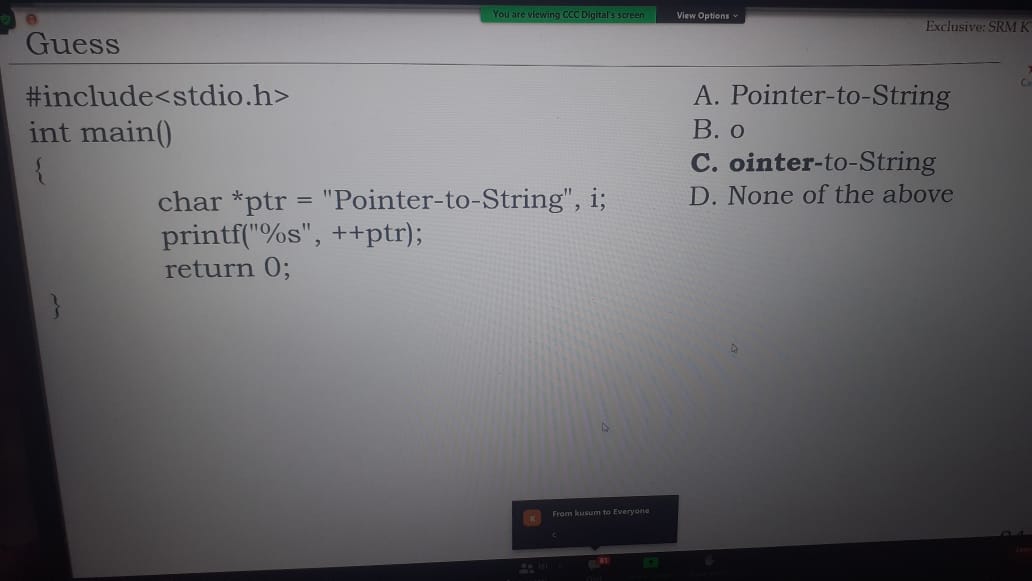 You are viewing CCC Digital's screen
View Options
Exclusive: SRM K
Guess
#include<stdio.h>
int main()
{
char *ptr = "Pointer-to-String", i;
printf("%s", ++ptr);
return 0;
}
A. Pointer-to-String
B. o
C. ointer-to-String
D. None of the above
K
From kusum to Everyone
c
81